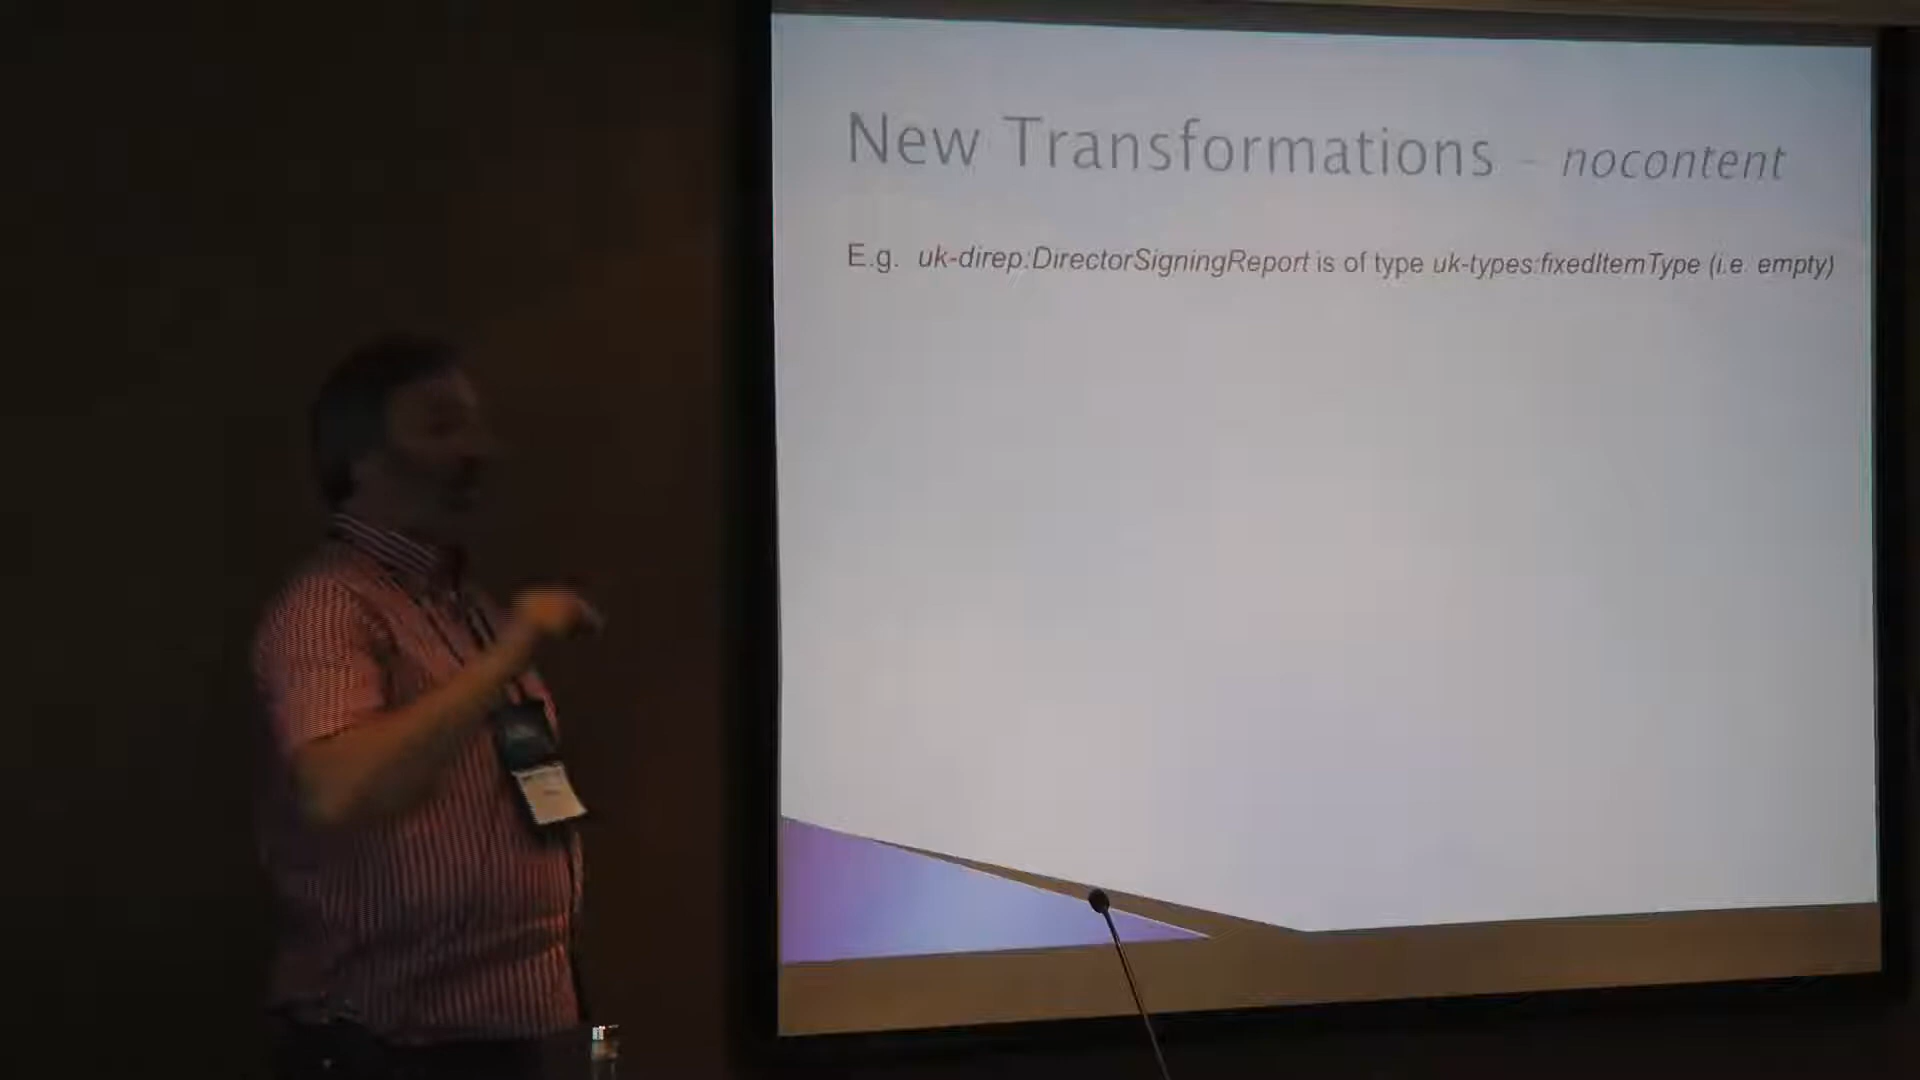 New Transformations – nocontent
E.g. uk-direp:DirectorSigningReport is of type uk-types:fixedItemType (i.e. empty)